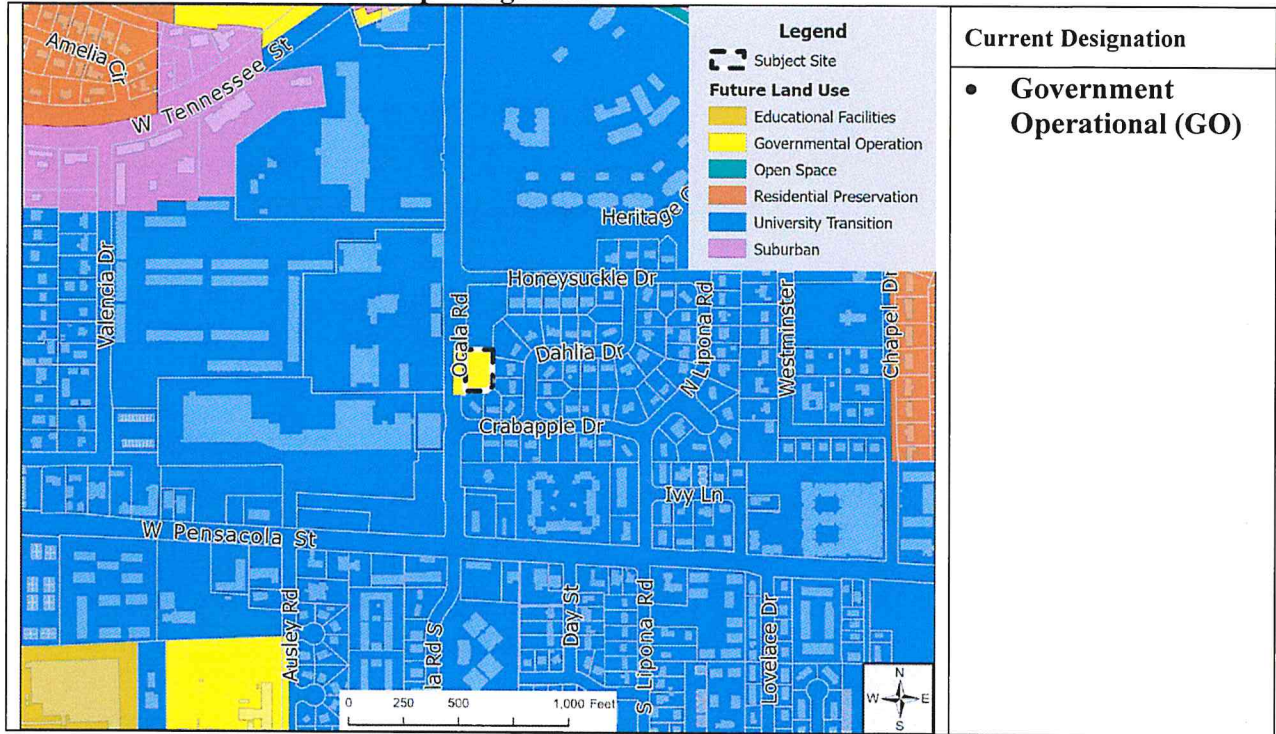 Legend
Subject Site
Future Land Use
Educational Facilities
Governmental Operation
Open Space
Residential Preservation
University Transition
Suburban
Current Designation
• Government
Operational (GO)
Amelia Cir
W Tennessee St
Heritage
Valencia Dr
Ocala Rd
Honeysuckle Dr
Dahlia Dr
N Lipona Rd
Westminster
Chapel Dr
Crabapple Dr
Ivy Ln
W Pensacola St
Ausley Rd
la Rd S
Day St
S Lipona Rd
Lovelace Dr
0 250 500 1,000 Feet
N
W E
S